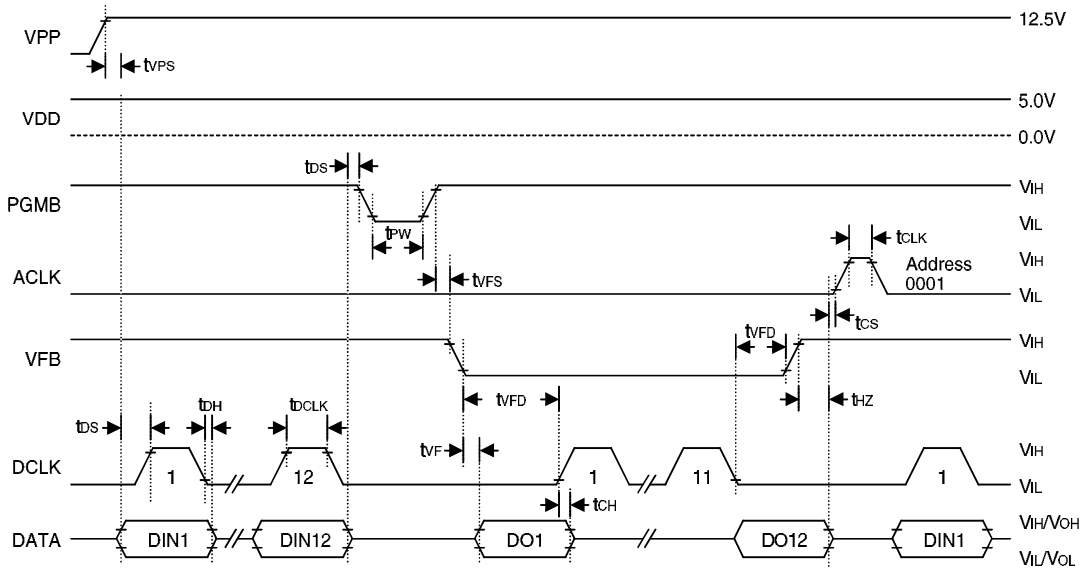 VPP 12.5V
tVPS
VDD 5.0V
0.0V
tDS
PGMB VIH
VIL
tPW
tCLK
ACLK tVFS Address 0001 VIH
VIL
tCS
VFB tVFD VIH
VIL
tVFD tHZ
tDS tDH tDCLK
tVF
DCLK 1 12 1 11 1 VIH
VIL
tCH
DATA DIN1 DIN12 DO1 DO12 DIN1 VIH/VOH
VIL/VOL